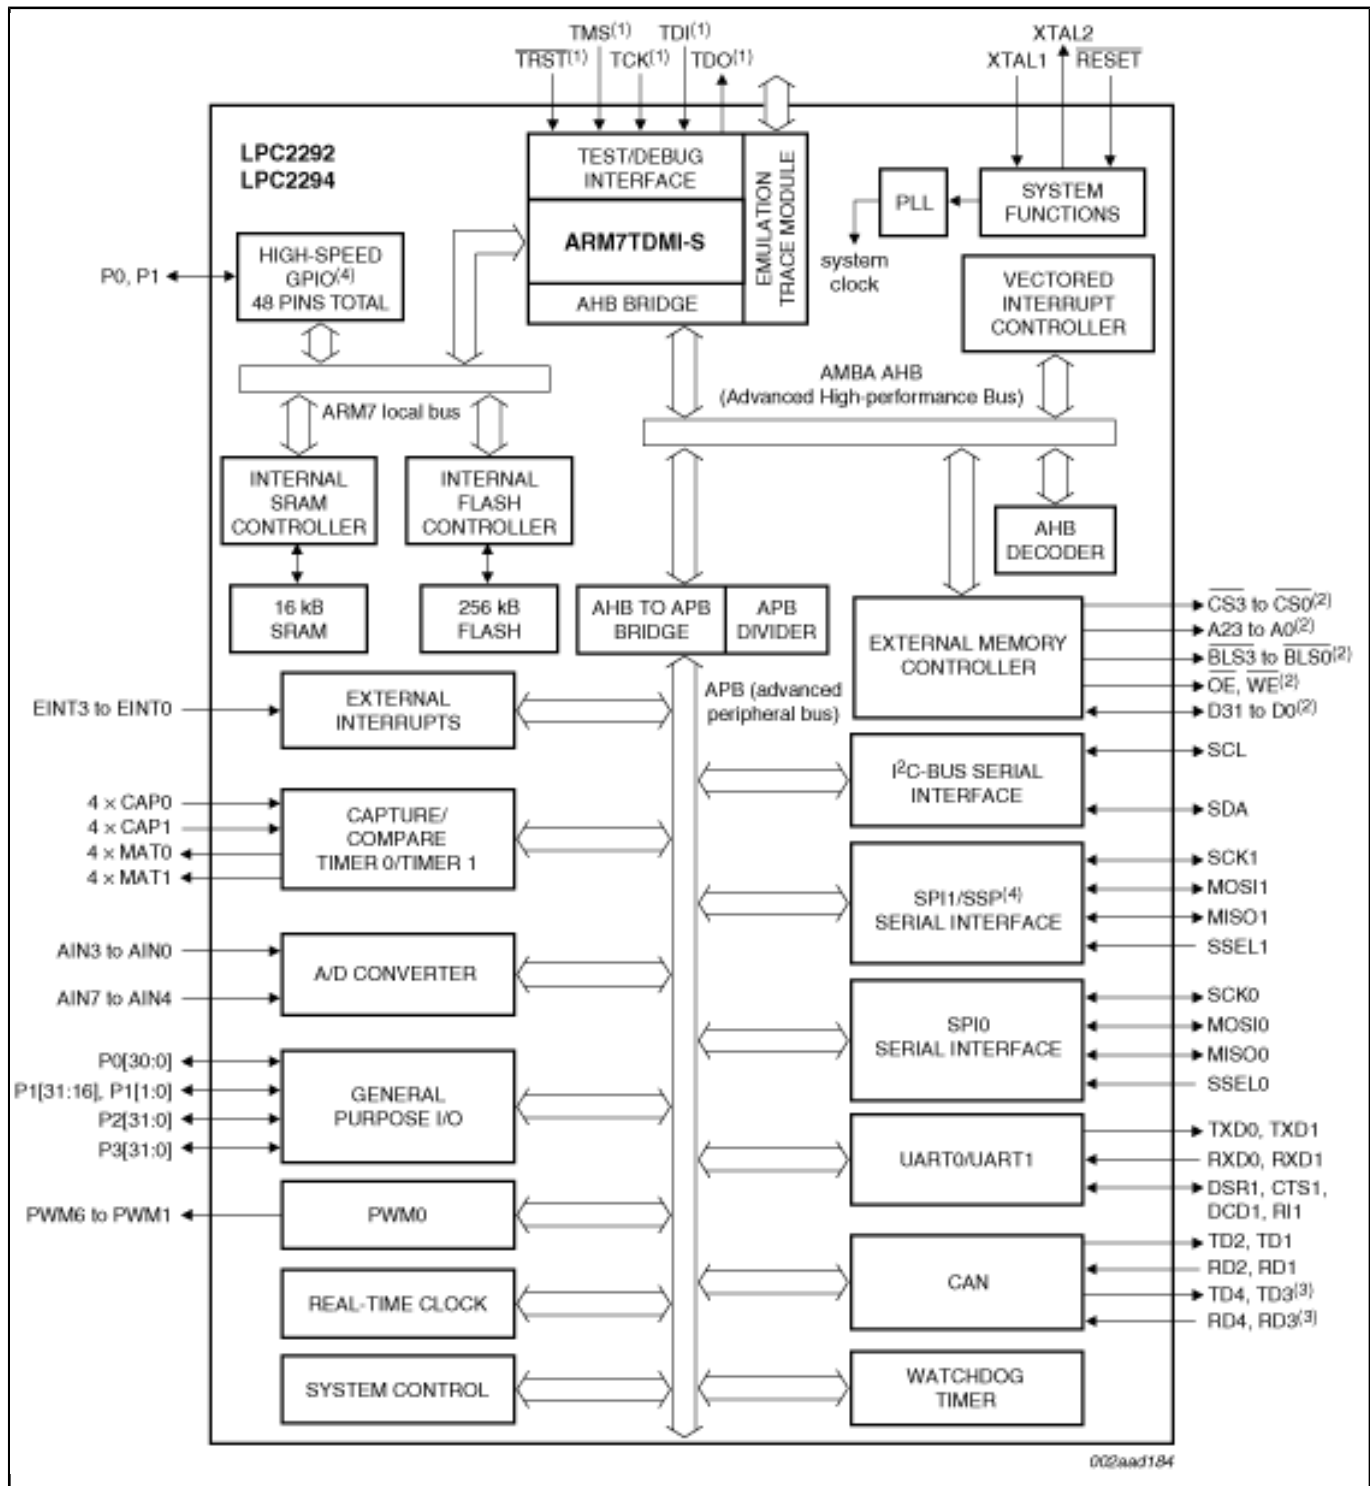 TMS(1) TDI(1)
TRST(1) TCK(1) TDO(1)
XTAL2
XTAL1 RESET
LPC2292
LPC2294
TEST/DEBUG
INTERFACE
ARM7TDMI-S
AHB BRIDGE
EMULATION
TRACE MODULE
PLL
SYSTEM
FUNCTIONS
system
clock
P0, P1
HIGH-SPEED
GPIO(4)
48 PINS TOTAL
VECTORED
INTERRUPT
CONTROLLER
AMBA AHB
(Advanced High-performance Bus)
ARM7 local bus
INTERNAL
SRAM
CONTROLLER
INTERNAL
FLASH
CONTROLLER
AHB
DECODER
16 kB
SRAM
256 kB
FLASH
AHB TO APB
BRIDGE
APB
DIVIDER
EXTERNAL MEMORY
CONTROLLER
CS3 to CS0(2)
A23 to A0(2)
BLS3 to BLS0(2)
OE, WE(2)
D31 to D0(2)
APB (advanced
peripheral bus)
EINT3 to EINT0
EXTERNAL
INTERRUPTS
I2C-BUS SERIAL
INTERFACE
SCL
SDA
4 × CAP0
4 × CAP1
4 × MAT0
4 × MAT1
CAPTURE/
COMPARE
TIMER 0/TIMER 1
SPI1/SSP(4)
SERIAL INTERFACE
SCK1
MOSI1
MISO1
SSEL1
AIN3 to AIN0
AIN7 to AIN4
A/D CONVERTER
SPI0
SERIAL INTERFACE
SCK0
MOSI0
MISO0
SSEL0
P0[30:0]
P1[31:16], P1[1:0]
P2[31:0]
P3[31:0]
GENERAL
PURPOSE I/O
UART0/UART1
TXD0, TXD1
RXD0, RXD1
DSR1, CTS1,
DCD1, RI1
PWM6 to PWM1
PWM0
CAN
TD2, TD1
RD2, RD1
TD4, TD3(3)
RD4, RD3(3)
REAL-TIME CLOCK
SYSTEM CONTROL
WATCHDOG
TIMER
002aad184